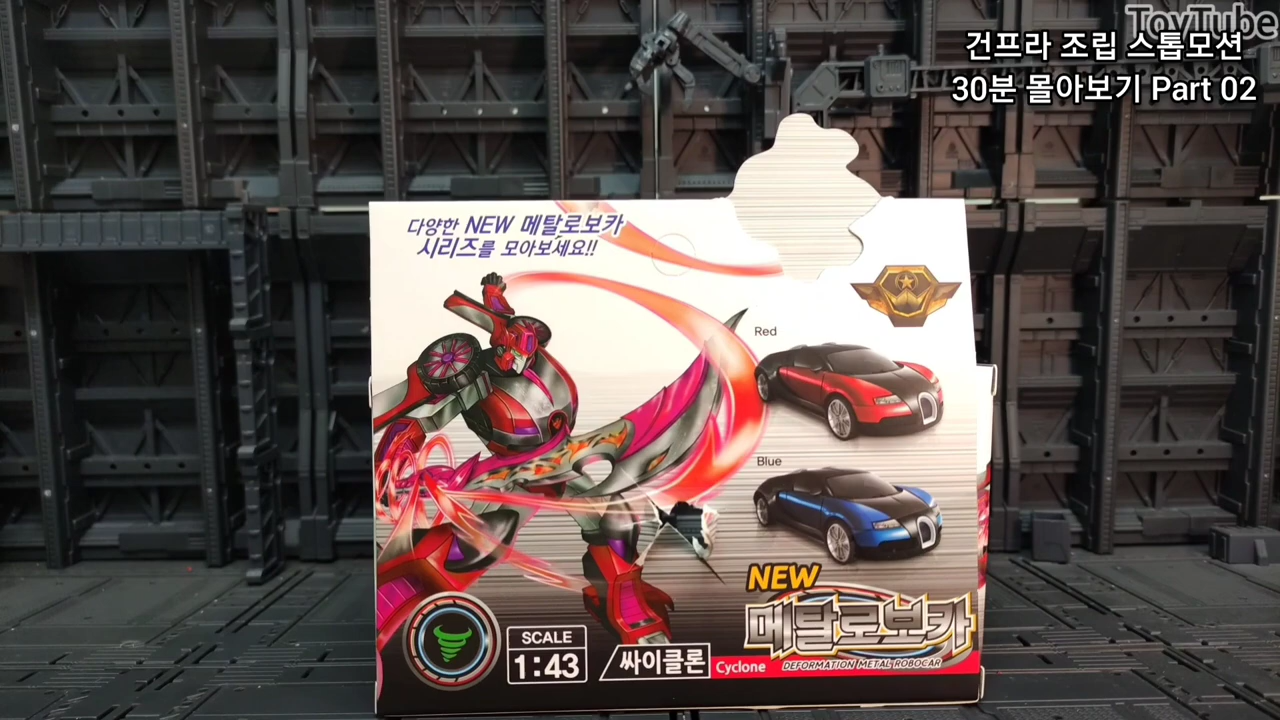 ToyTube
건프라 조립 스톱모션
30분 몰아보기 Part 02
다양한 NEW 메탈로보카
시리즈를 모아보세요!!
Red
Blue
NEW
메탈로보카
DEFORMATION METAL ROBOCAR
SCALE
1:43
싸이클론
Cyclone